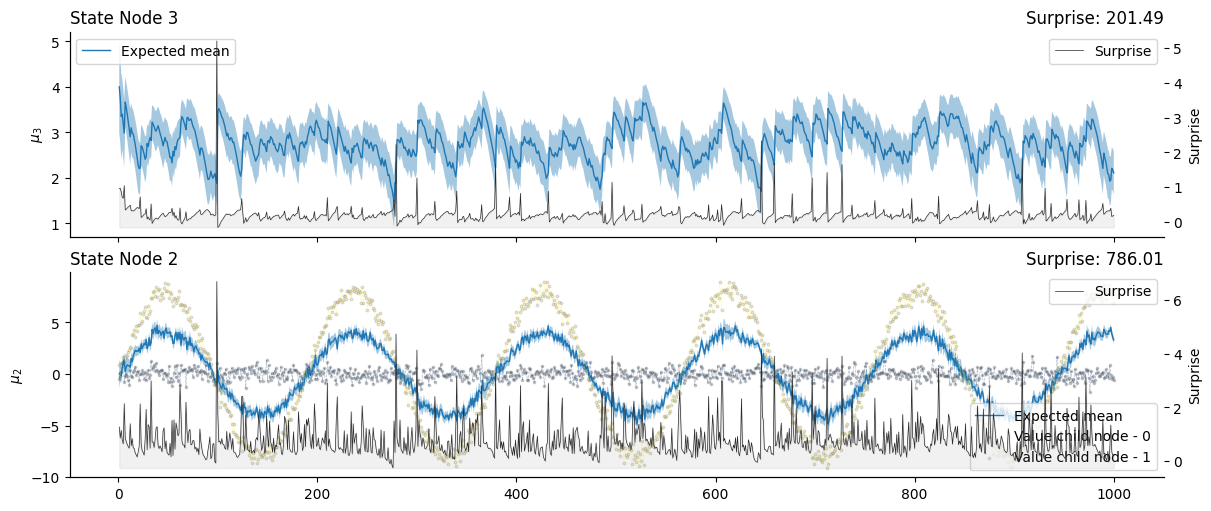 State Node 3 Surprise: 201.49
Expected mean
Surprise
5
4
3
2
1
μ3
5
4
3
2
1
0
Surprise
State Node 2 Surprise: 786.01
Surprise
5
0
−5
−10
μ2
6
4
2
0
Surprise
Expected mean
Value child node - 0
Value child node - 1
0 200 400 600 800 1000